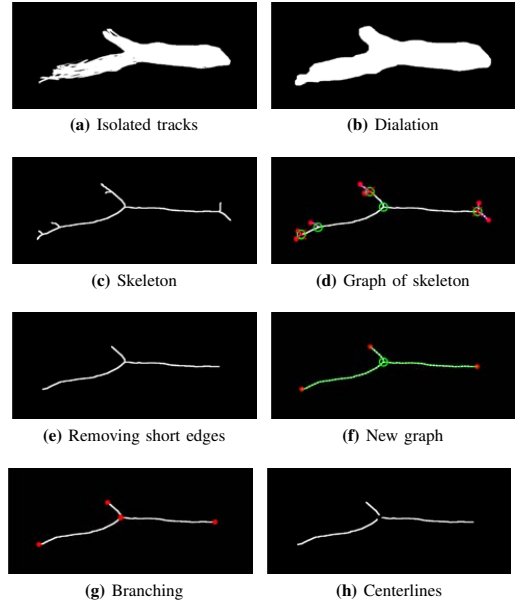 (a) Isolated tracks
(b) Dialation
(c) Skeleton
(d) Graph of skeleton
(e) Removing short edges
(f) New graph
(g) Branching
(h) Centerlines